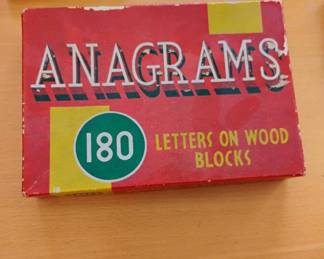 ANAGRAMS
180
LETTERS ON WOOD
BLOCKS